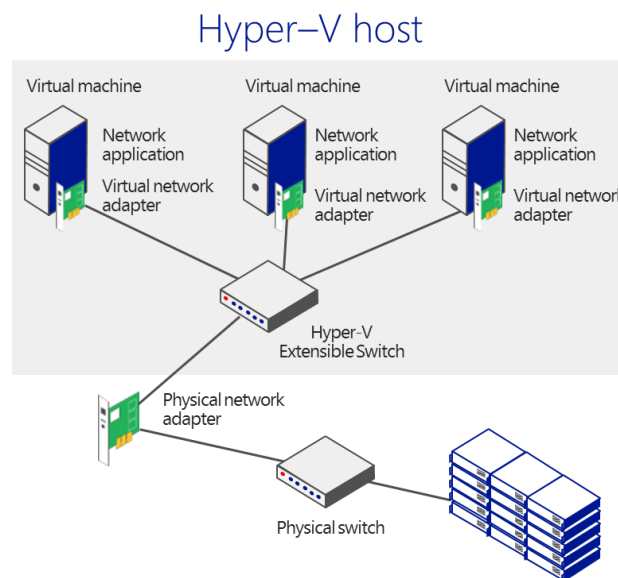 Hyper–V host
Virtual machine
Virtual machine
Virtual machine
Network
application
Network
application
Network
application
Virtual network
adapter
Virtual network
adapter
Virtual network
adapter
Hyper-V
Extensible Switch
Physical network
adapter
Physical switch